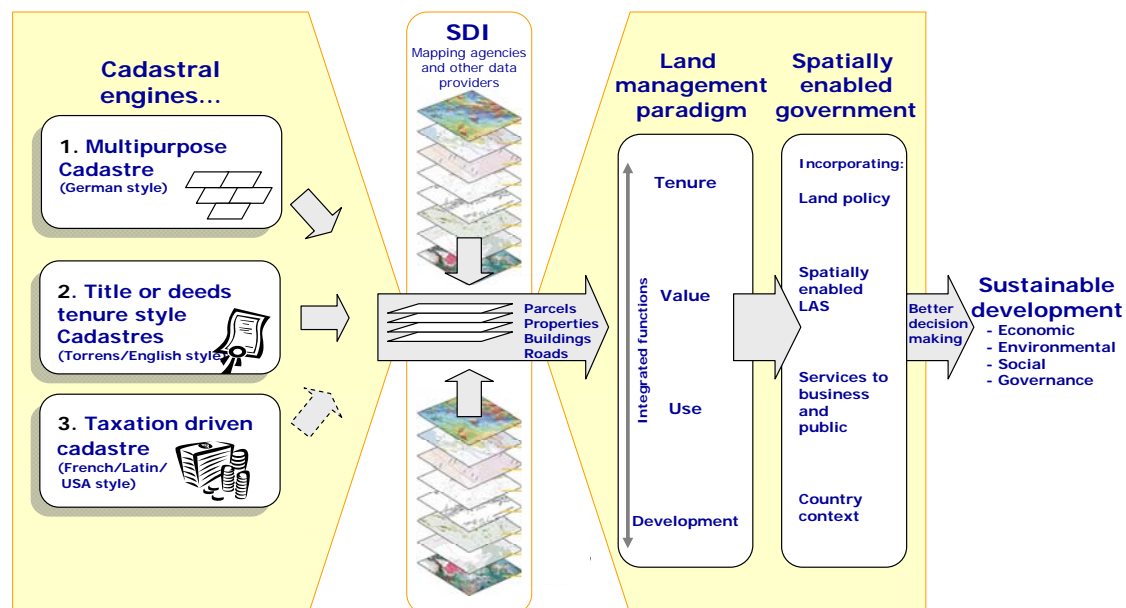 Cadastral
engines...
1. Multipurpose
Cadastre
(German style)
2. Title or deeds
tenure style
Cadastres
(Torrens/English style)
3. Taxation driven
cadastre
(French/Latin/
USA style)
SDI
Mapping agencies
and other data
providers
Parcels
Properties
Buildings
Roads
Land
management
paradigm
Integrated functions
Tenure
Value
Use
Development
Spatially
enabled
government
Incorporating:
Land policy
Spatially
enabled
LAS
Services to
business
and
public
Country
context
Better
decision
making
Sustainable
development
- Economic
- Environmental
- Social
- Governance